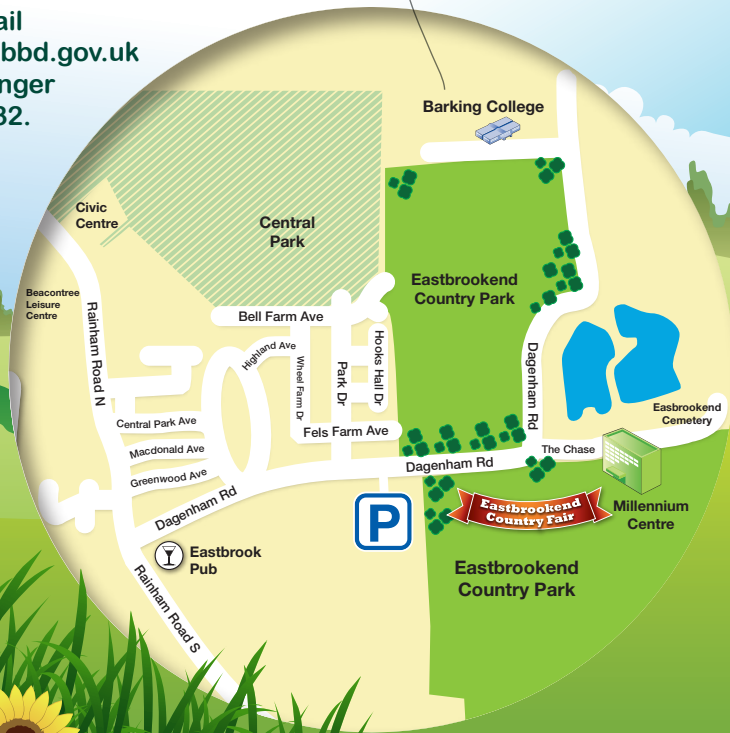 ail
bbd.gov.uk
nger
32.
Barking College
Civic
Centre
Central
Park
Eastbrookend
Country Park
Beacontree
Leisure
Centre
Rainham Road N
Bell Farm Ave
Highland Ave
Wheel Farm Dr
Park Dr
Hooks Hall Dr
Dagenham Rd
Easbrookend
Cemetery
Central Park Ave
Fels Farm Ave
Macdonald Ave
The Chase
Greenwood Ave
Dagenham Rd
Dagenham Rd
P
Eastbrookend
Country Fair
Millennium
Centre
Eastbrook
Pub
Eastbrookend
Country Park
Rainham Road S